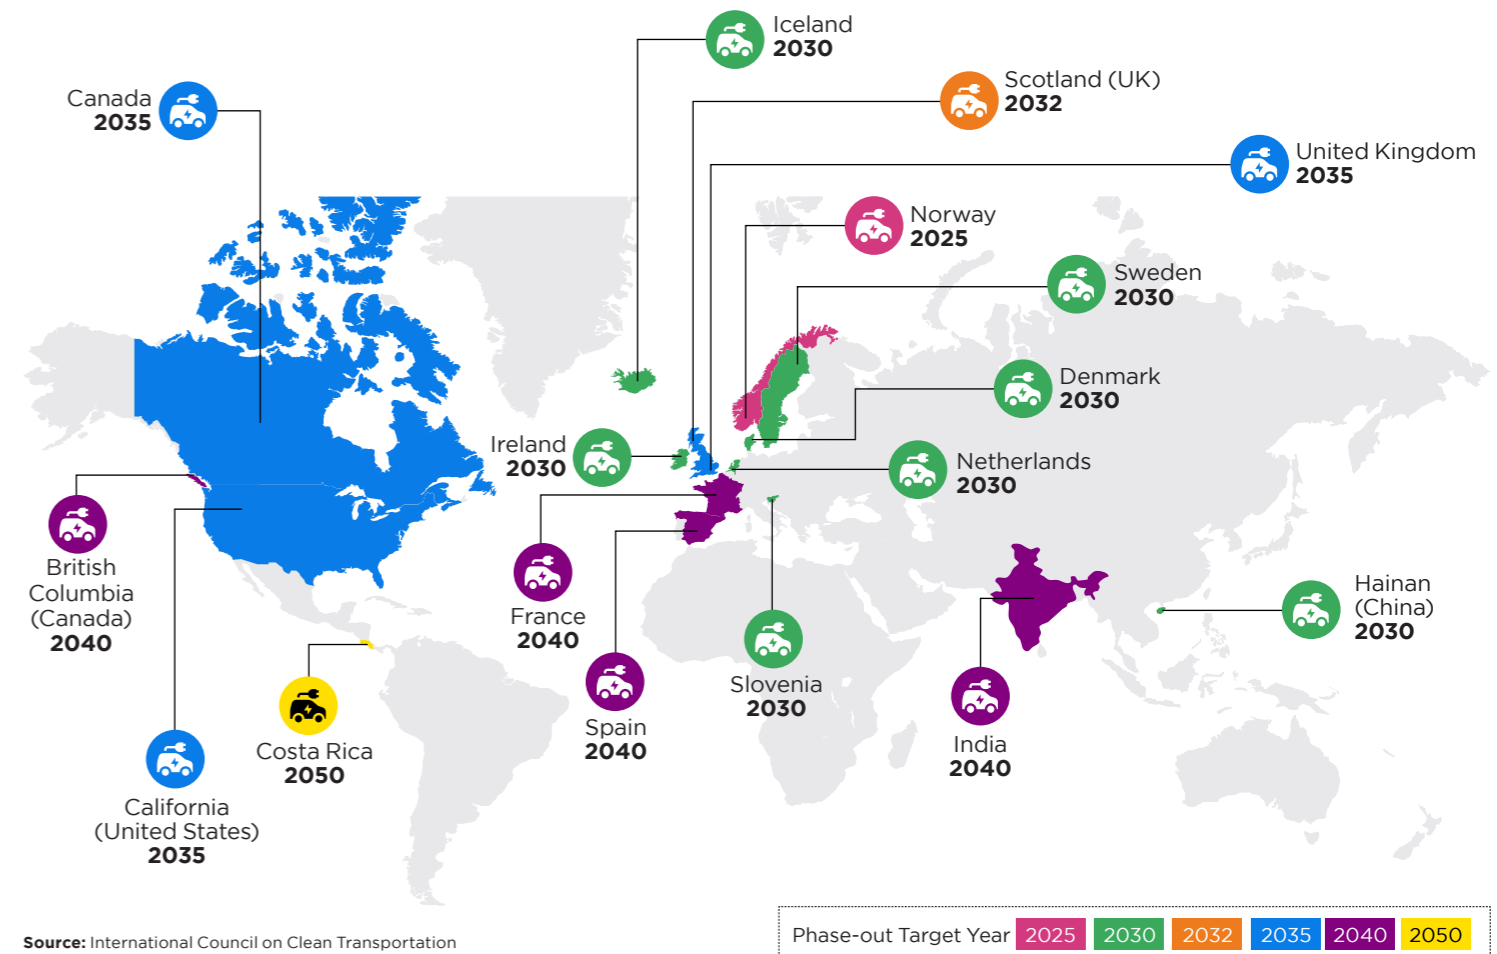 Iceland
2030
Scotland (UK)
2032
Canada
2035
United Kingdom
2035
Norway
2025
Sweden
2030
Denmark
2030
Ireland
2030
Netherlands
2030
British
Columbia
(Canada)
2040
France
2040
Hainan
(China)
2030
Slovenia
2030
Spain
2040
India
2040
Costa Rica
2050
California
(United States)
2035
Source: International Council on Clean Transportation
Phase-out Target Year 2025 2030 2032 2035 2040 2050